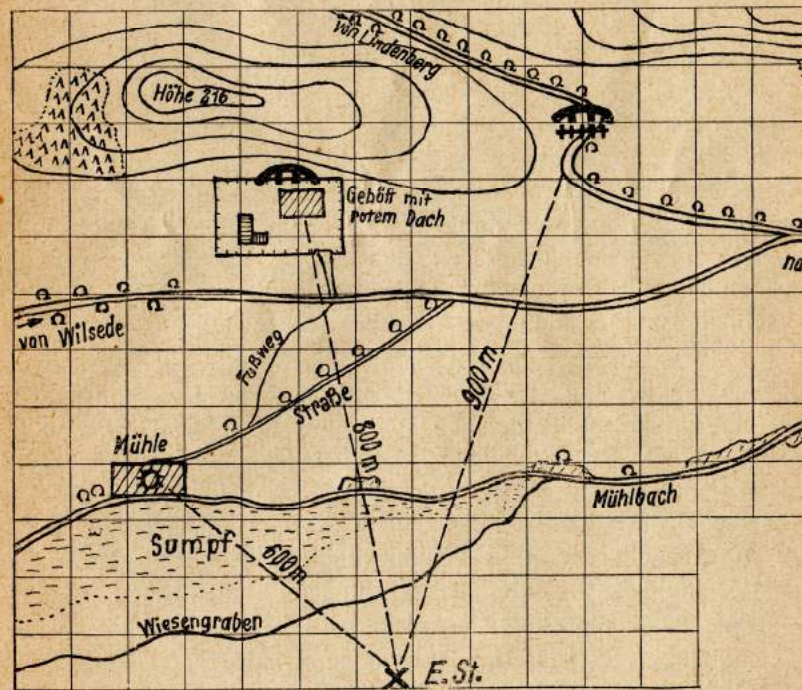 von Lindenberg
Höhe 216
Gehöft mit
rotem Dach
na
von Wilsede
Fußweg
Straße
900 m
800 m
Mühle
Mühlbach
Sumpf
600 m
Wiesengraben
E.St.